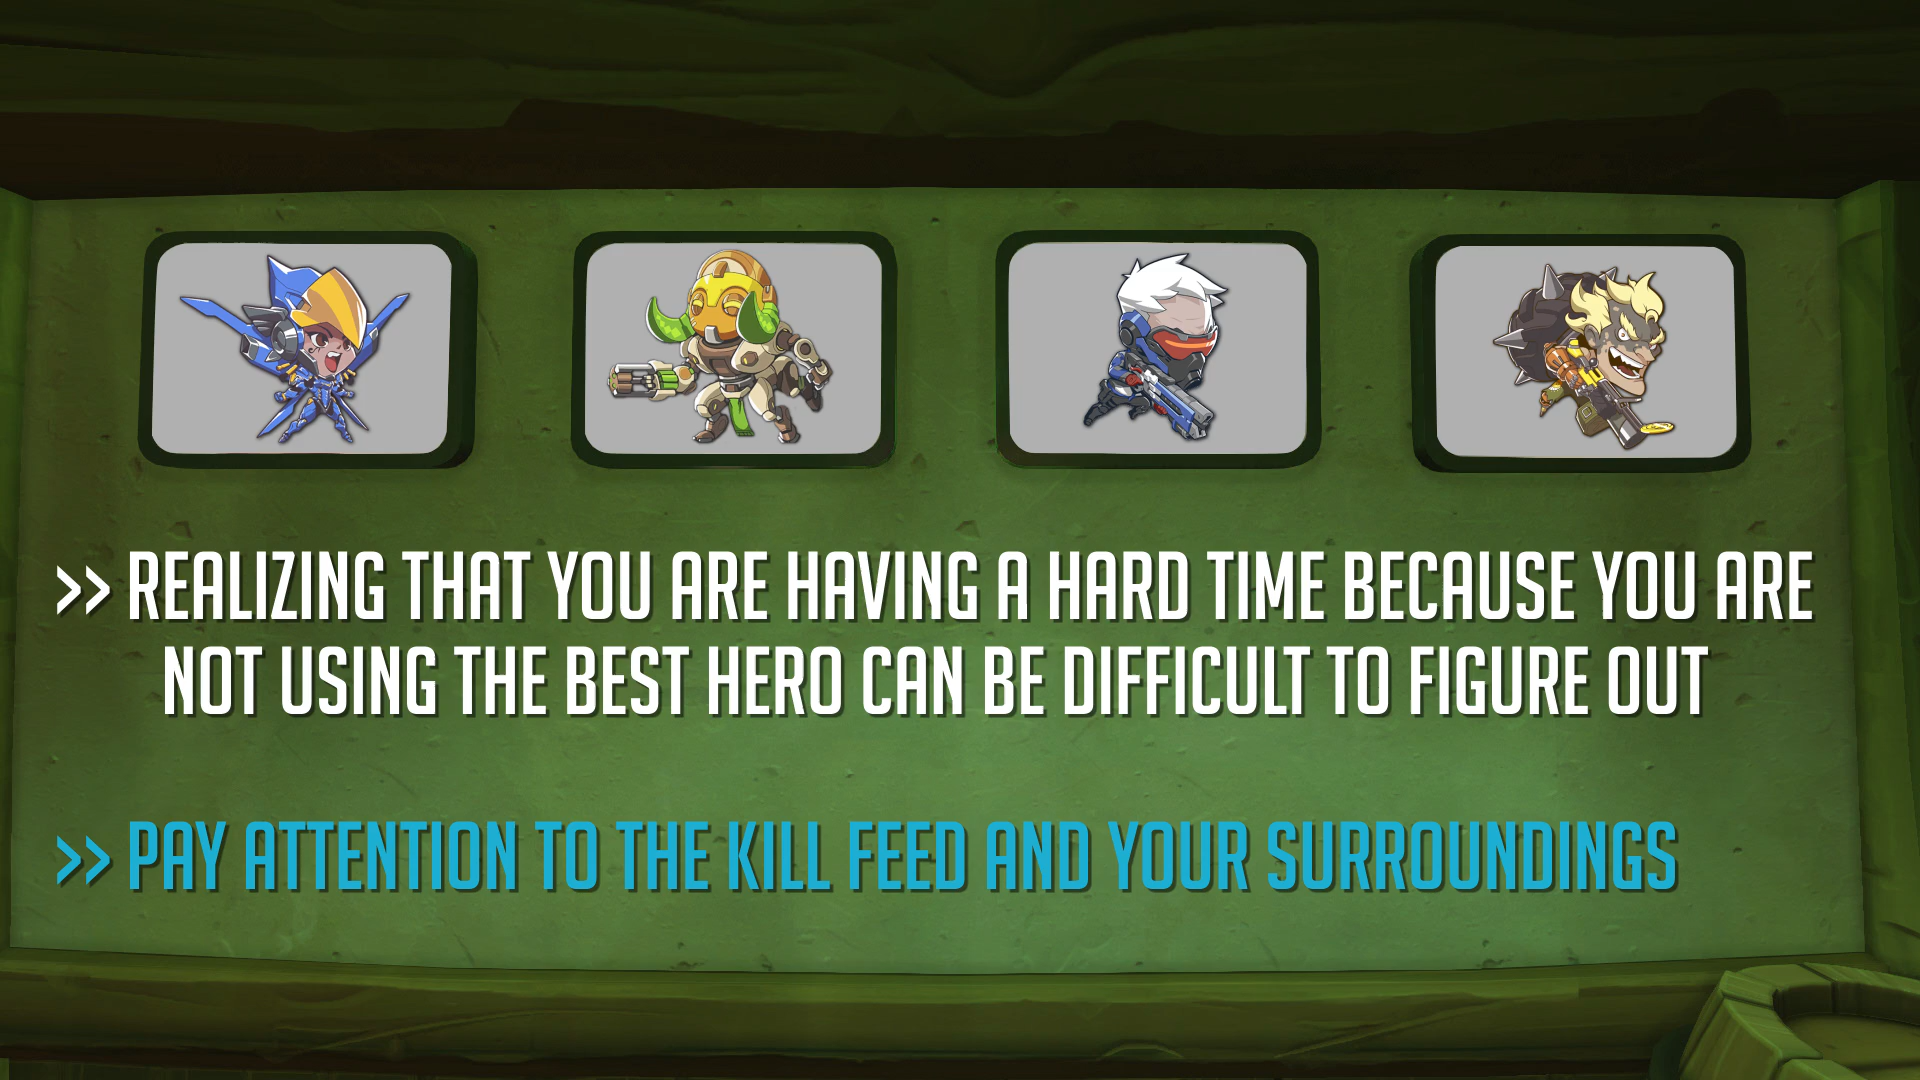 >> REALIZING THAT YOU ARE HAVING A HARD TIME BECAUSE YOU ARE
NOT USING THE BEST HERO CAN BE DIFFICULT TO FIGURE OUT
>> PAY ATTENTION TO THE KILL FEED AND YOUR SURROUNDINGS